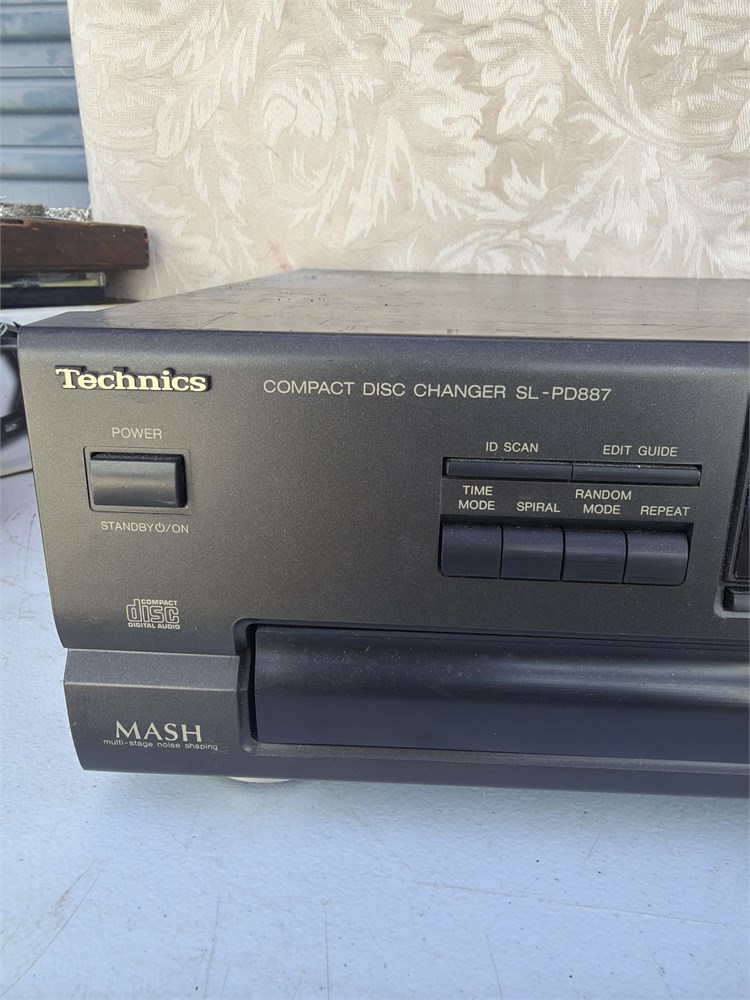 Technics
COMPACT DISC CHANGER SL-PD887
POWER
STANDBY⏻/ON
ID SCAN
EDIT GUIDE
TIME MODE
SPIRAL
RANDOM MODE
REPEAT
COMPACT
disc
DIGITAL AUDIO
MASH
multi-stage noise shaping